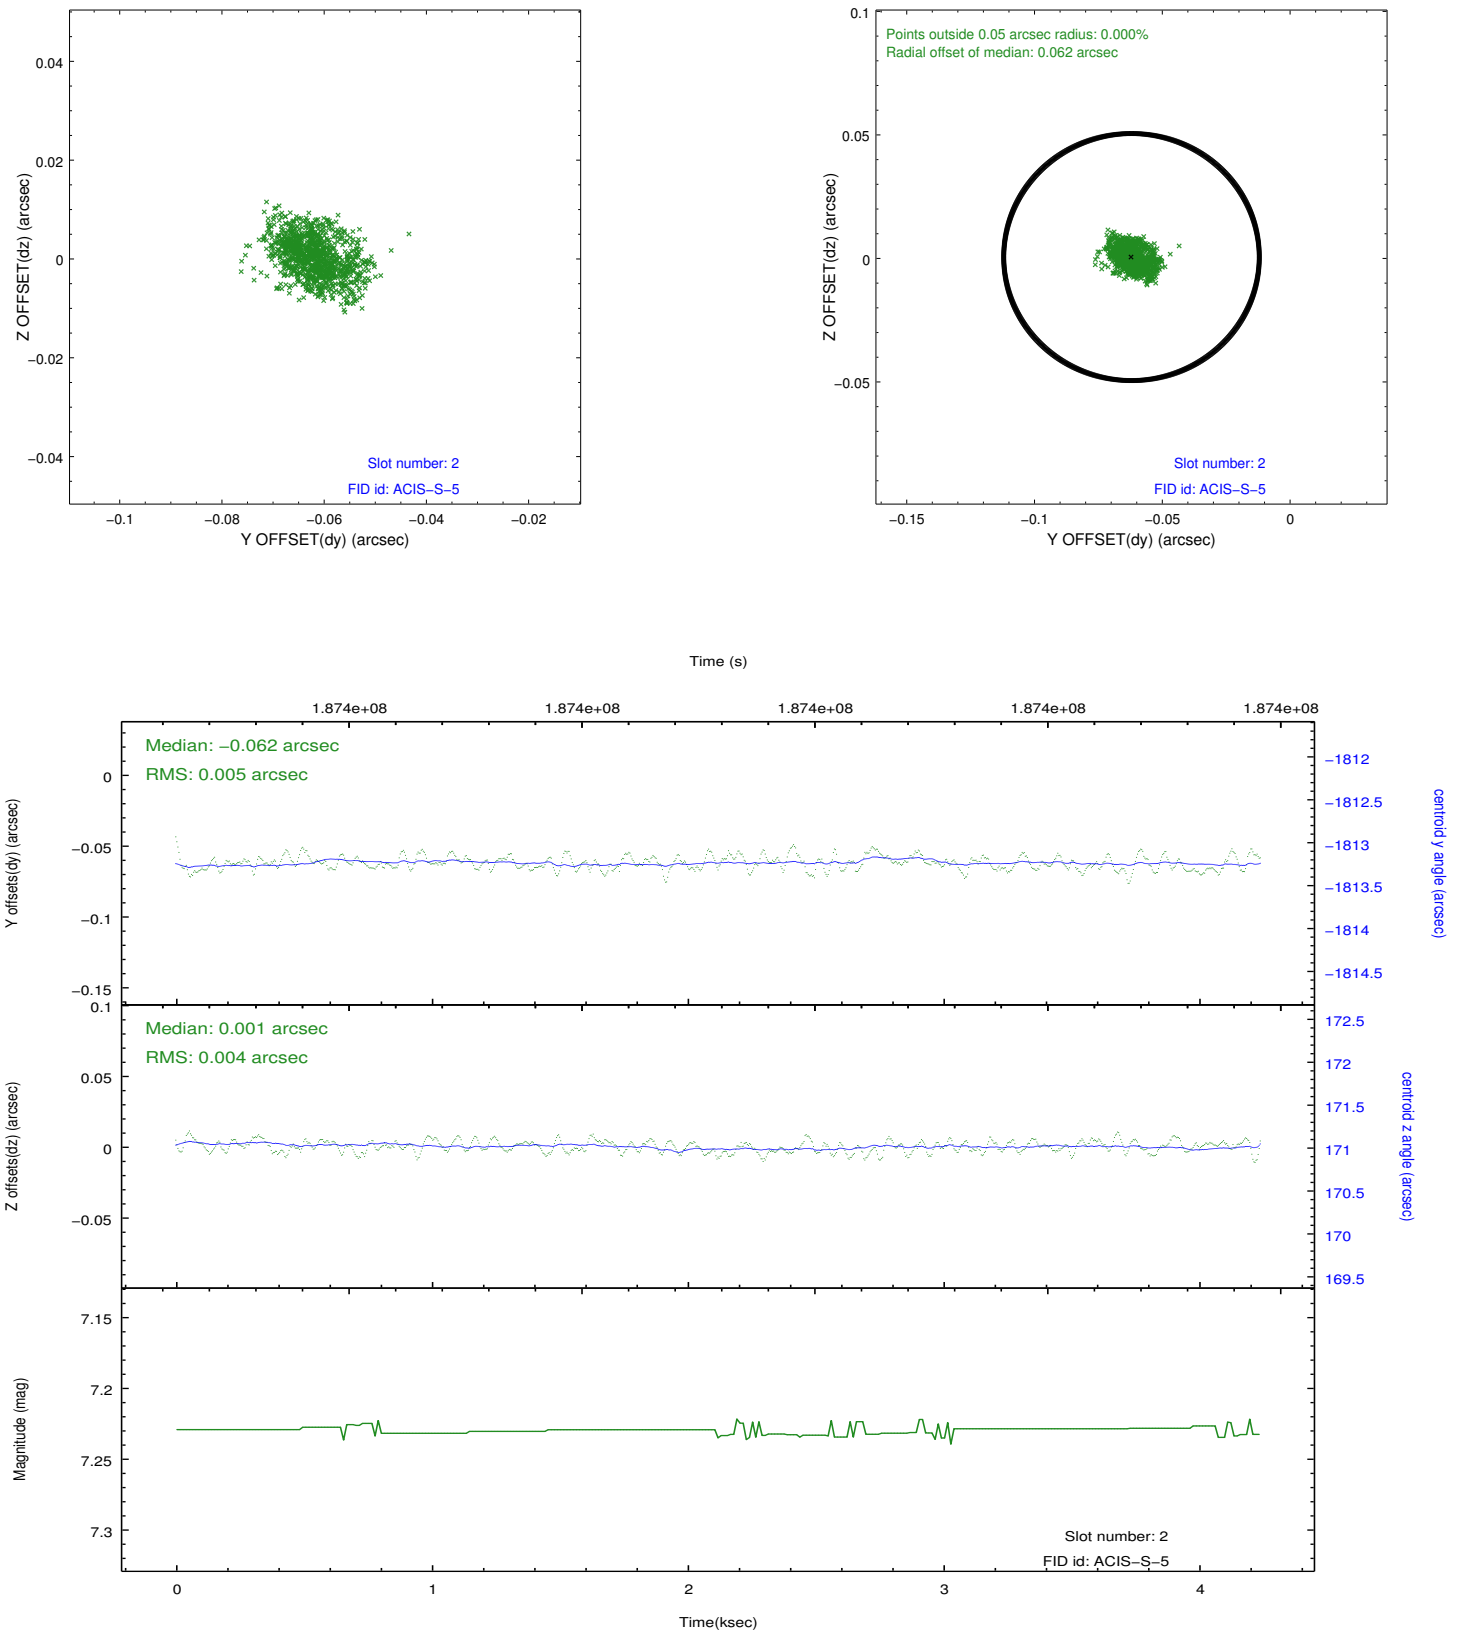 0.04
0.02
0
−0.02
−0.04
Z OFFSET(dz) (arcsec)
Slot number: 2
FID id: ACIS−S−5
−0.1 −0.08 −0.06 −0.04 −0.02
Y OFFSET(dy) (arcsec)
0.1
0.05
0
−0.05
Z OFFSET(dz) (arcsec)
Points outside 0.05 arcsec radius: 0.000%
Radial offset of median: 0.062 arcsec
Slot number: 2
FID id: ACIS−S−5
−0.15 −0.1 −0.05 0
Y OFFSET(dy) (arcsec)
Time (s)
1.874e+08 1.874e+08 1.874e+08 1.874e+08 1.874e+08
Median: −0.062 arcsec
RMS: 0.005 arcsec
0
−0.05
−0.1
−0.15
Y offsets(dy) (arcsec)
−1812
−1812.5
−1813
−1813.5
−1814
−1814.5
centroid y angle (arcsec)
Median: 0.001 arcsec
RMS: 0.004 arcsec
0.1
0.05
0
−0.05
Z offsets(dz) (arcsec)
172.5
172
171.5
171
170.5
170
169.5
centroid z angle (arcsec)
7.15
7.2
7.25
7.3
Magnitude (mag)
Slot number: 2
FID id: ACIS−S−5
0 1 2 3 4
Time(ksec)